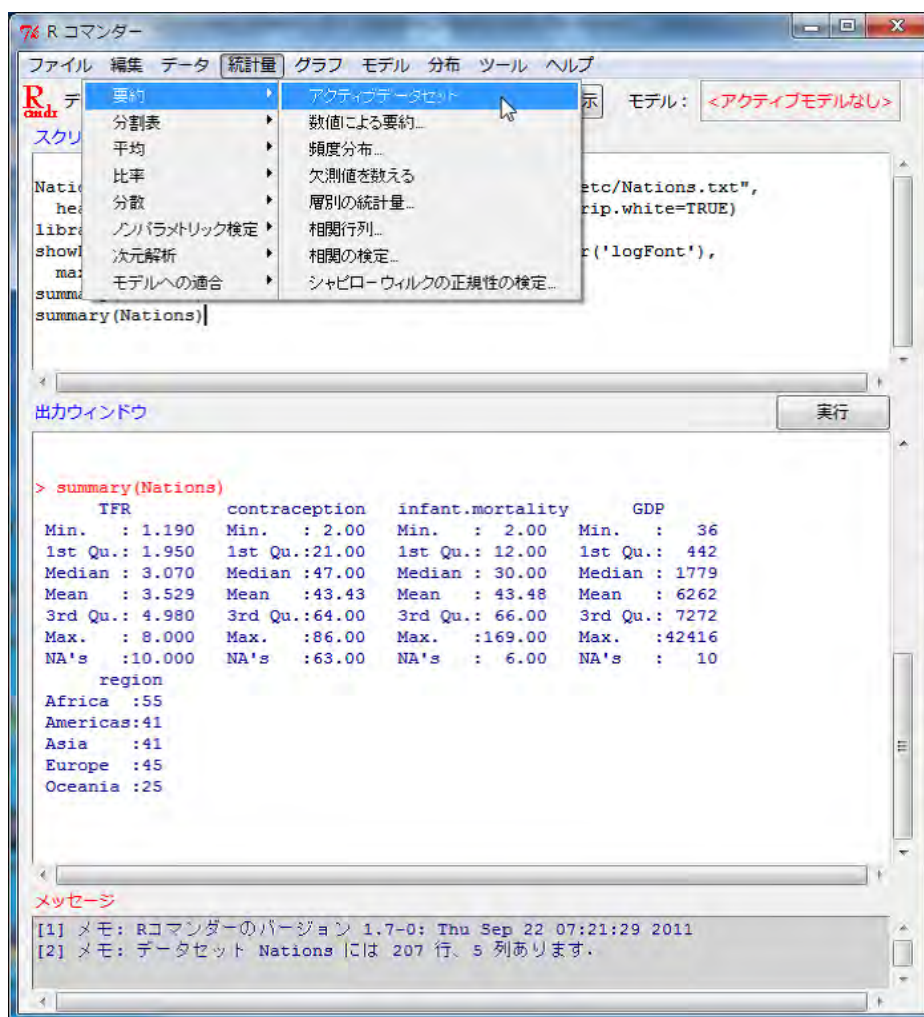 R コマンダー
ファイル 編集 データ 統計量 グラフ モデル 分布 ツール ヘルプ
R cmdr デ 示 モデル： <アクティブモデルなし>
要約 アクティブデータセット
分割表 数値による要約...
平均 頻度分布...
比率 欠測値を数える
分散 層別の統計量...
ノンパラメトリック検定 相関行列...
次元解析 相関の検定...
モデルへの適合 シャピローウィルクの正規性の検定...
スクリ
Natio etc/Nations.txt",
hea rip.white=TRUE)
libra
showD r('logFont'),
max
summa
summary(Nations)
出力ウィンドウ 実行
> summary(Nations)
TFR contraception infant.mortality GDP
Min. : 1.190 Min. : 2.00 Min. : 2.00 Min. : 36
1st Qu.: 1.950 1st Qu.:21.00 1st Qu.: 12.00 1st Qu.: 442
Median : 3.070 Median :47.00 Median : 30.00 Median : 1779
Mean : 3.529 Mean :43.43 Mean : 43.48 Mean : 6262
3rd Qu.: 4.980 3rd Qu.:64.00 3rd Qu.: 66.00 3rd Qu.: 7272
Max. : 8.000 Max. :86.00 Max. :169.00 Max. :42416
NA's :10.000 NA's :63.00 NA's : 6.00 NA's : 10
region
Africa :55
Americas:41
Asia :41
Europe :45
Oceania :25
メッセージ
[1] メモ: Rコマンダーのバージョン 1.7-0: Thu Sep 22 07:21:29 2011
[2] メモ: データセット Nations には 207 行、5 列あります.